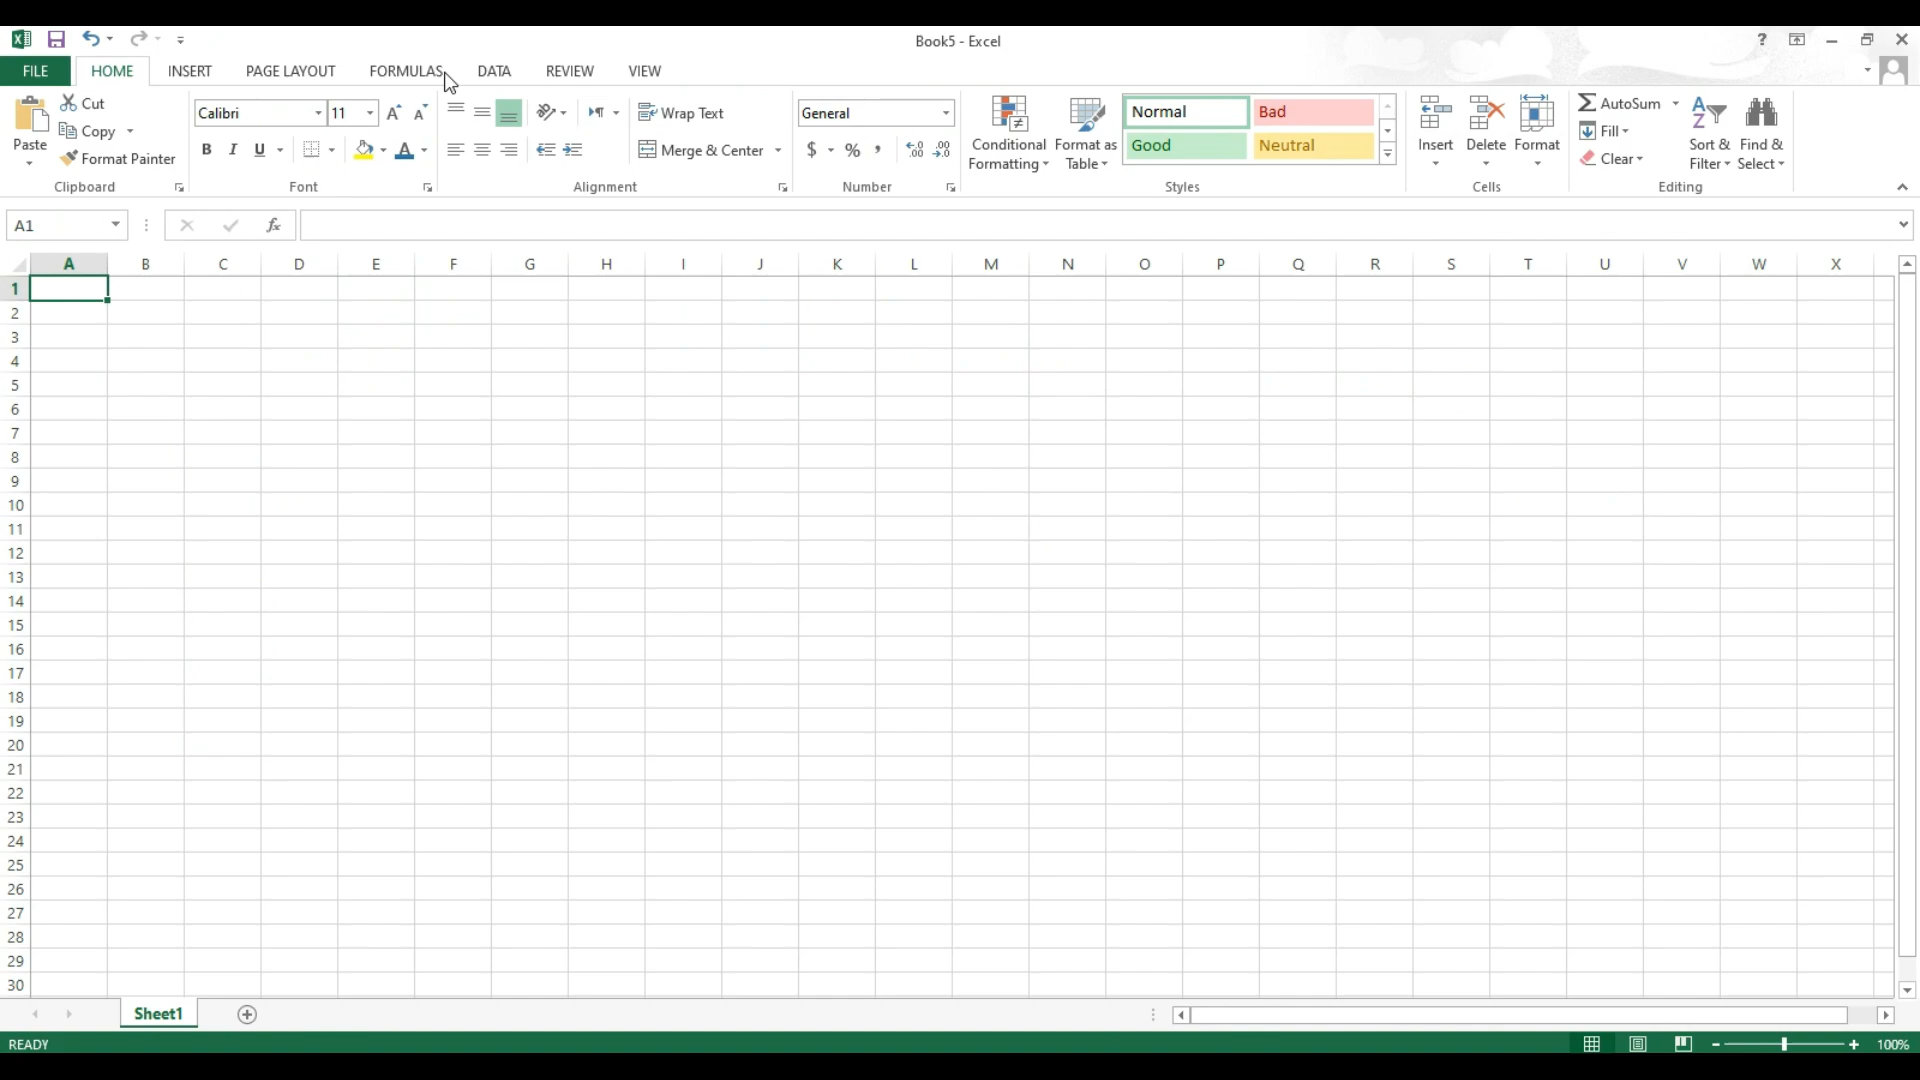 Book5 - Excel
FILE HOME INSERT PAGE LAYOUT FORMULAS DATA REVIEW VIEW
Paste
Cut
Copy
Format Painter
Clipboard
Calibri 11
B I U
Font
Wrap Text
Merge & Center
Alignment
General
$ %
Number
Conditional Formatting
Format as Table
Normal Bad
Good Neutral
Styles
Insert Delete Format
Cells
AutoSum
Fill
Clear
Sort & Filter
Find & Select
Editing
A1 fx
A B C D E F G H I J K L M N O P Q R S T U V W X
1
2
3
4
5
6
7
8
9
10
11
12
13
14
15
16
17
18
19
20
21
22
23
24
25
26
27
28
29
30
Sheet1
READY 100%